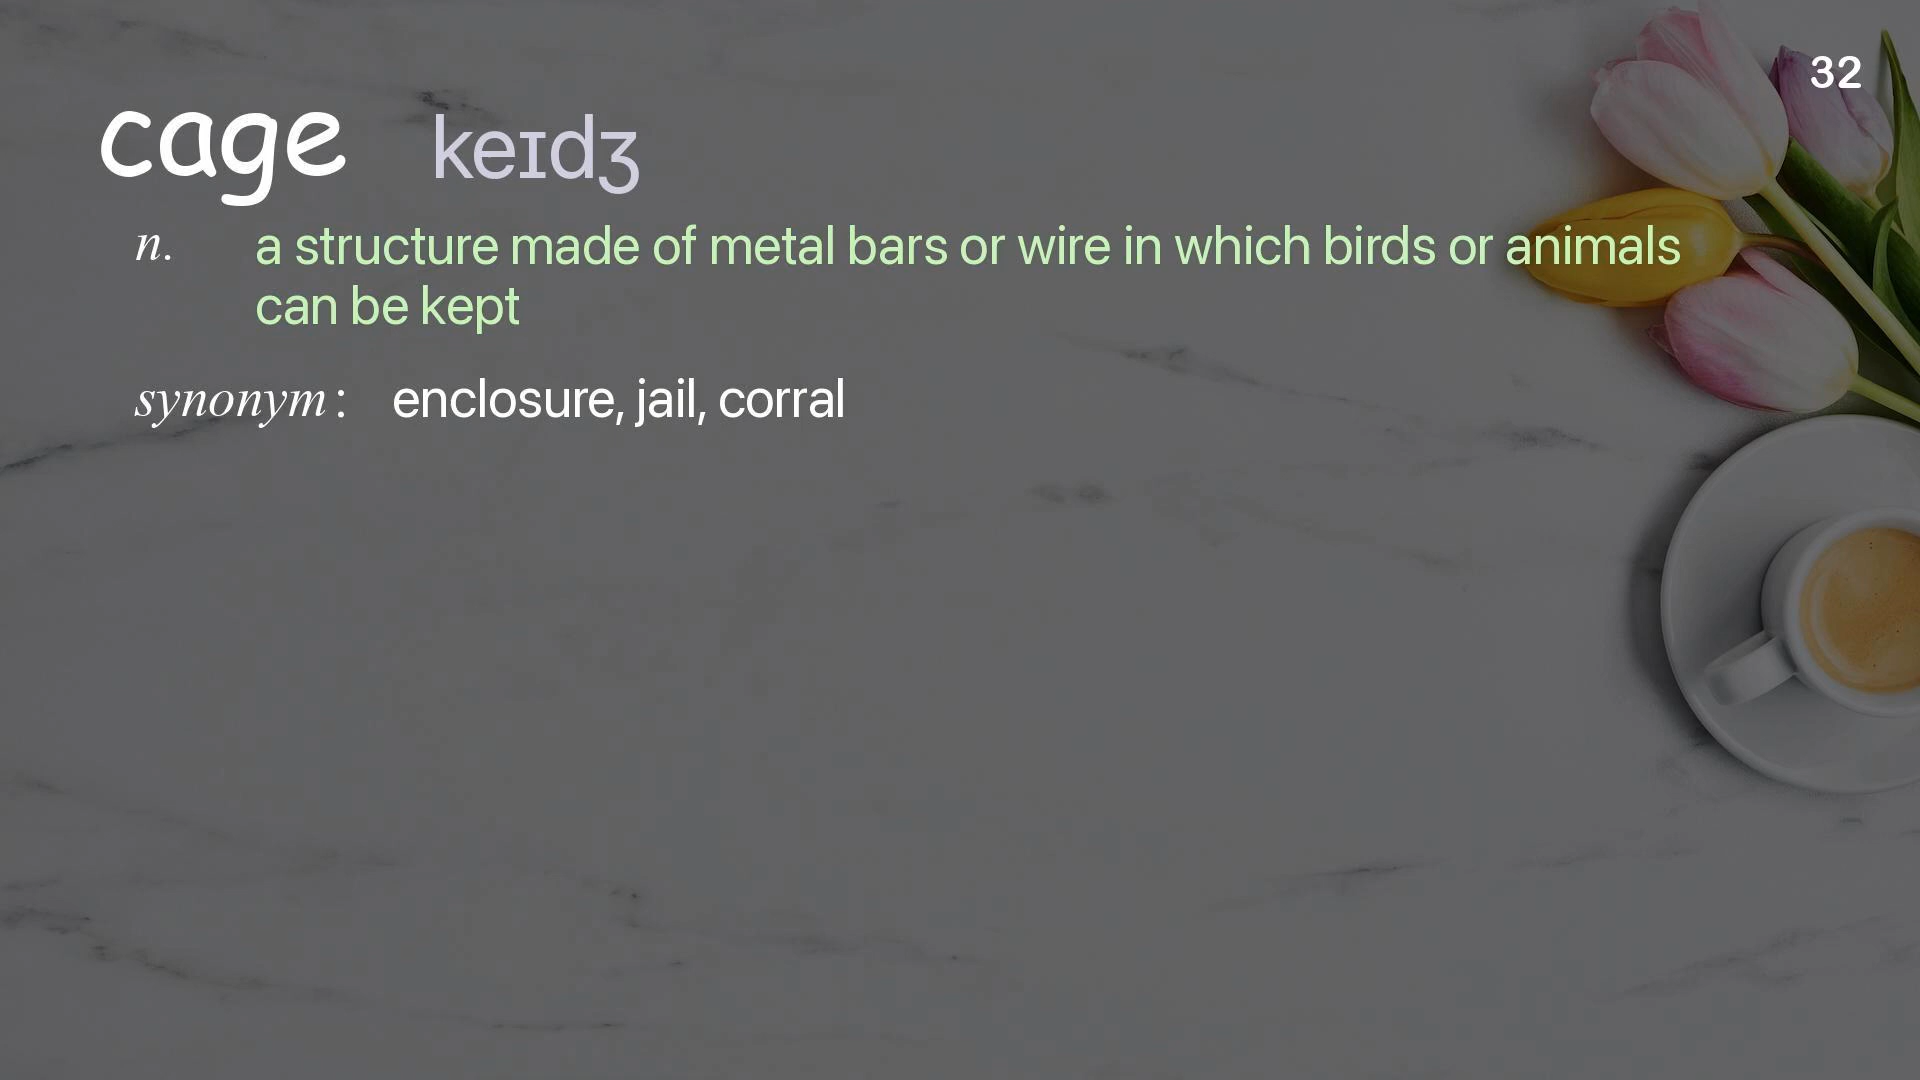 32
cage keɪdʒ
n. a structure made of metal bars or wire in which birds or animals
can be kept
synonym : enclosure, jail, corral